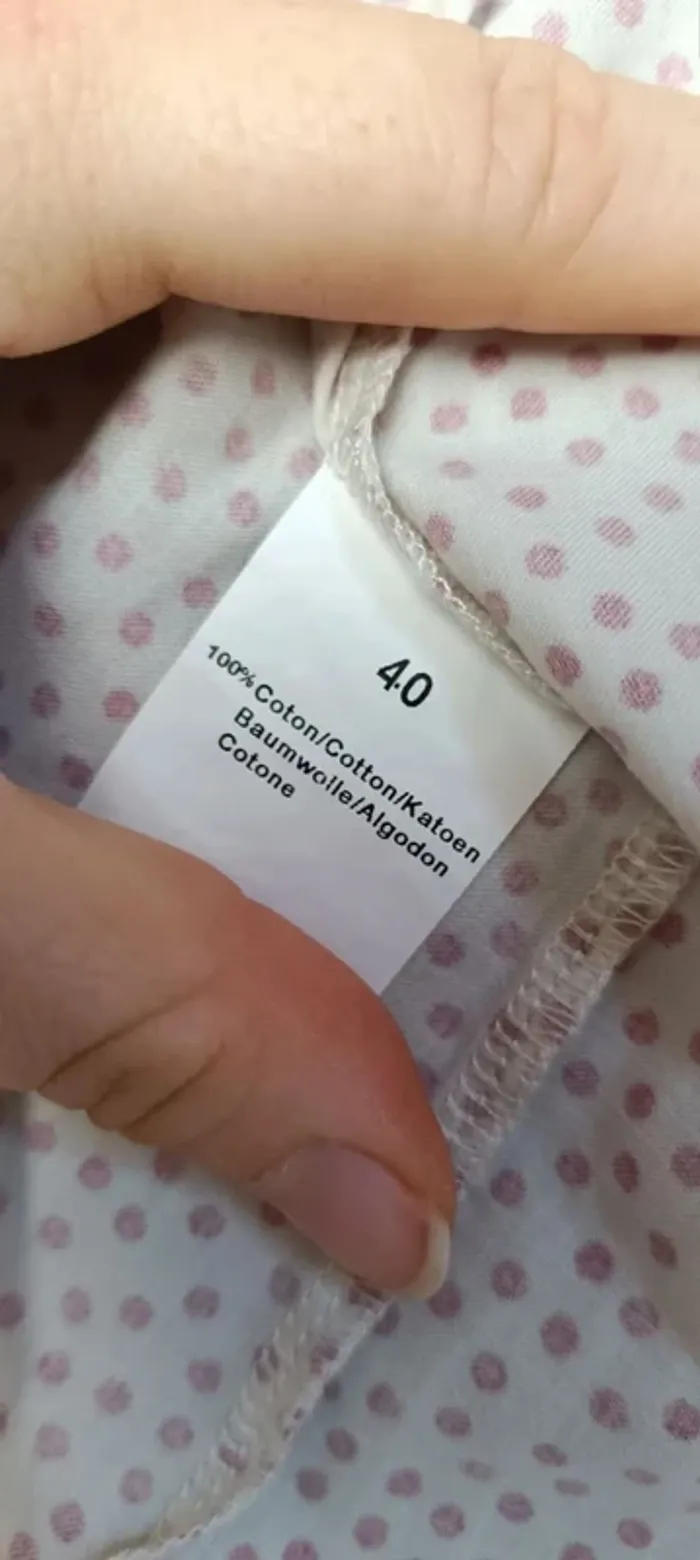 40
100% Coton/Cotton/Katoen
Baumwolle/Algodon
Cotone